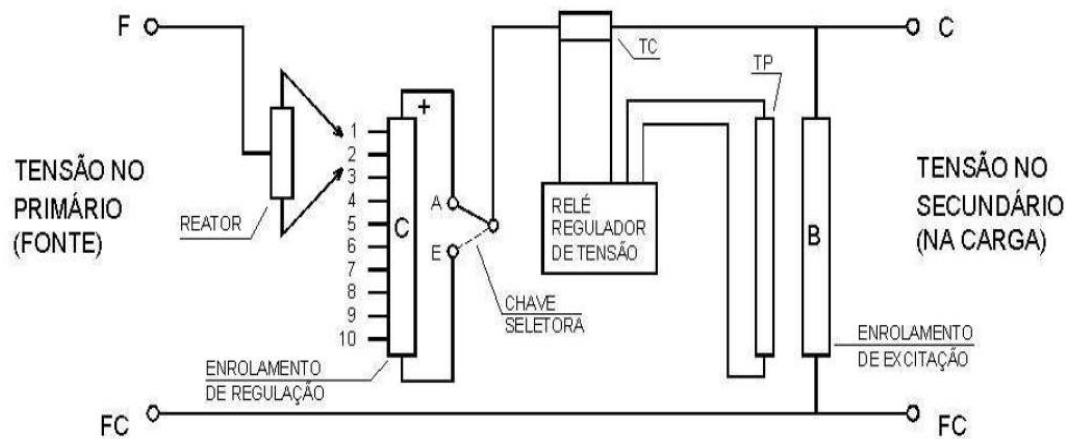 F
C
TC
TP
+
1
2
3
4
5
6
7
8
9
10
TENSÃO NO
PRIMÁRIO
(FONTE)
REATOR
C
A
E
RELÉ
REGULADOR
DE TENSÃO
B
TENSÃO NO
SECUNDÁRIO
(NA CARGA)
CHAVE
SELETORA
ENROLAMENTO
DE REGULAÇÃO
ENROLAMENTO
DE EXCITAÇÃO
FC
FC